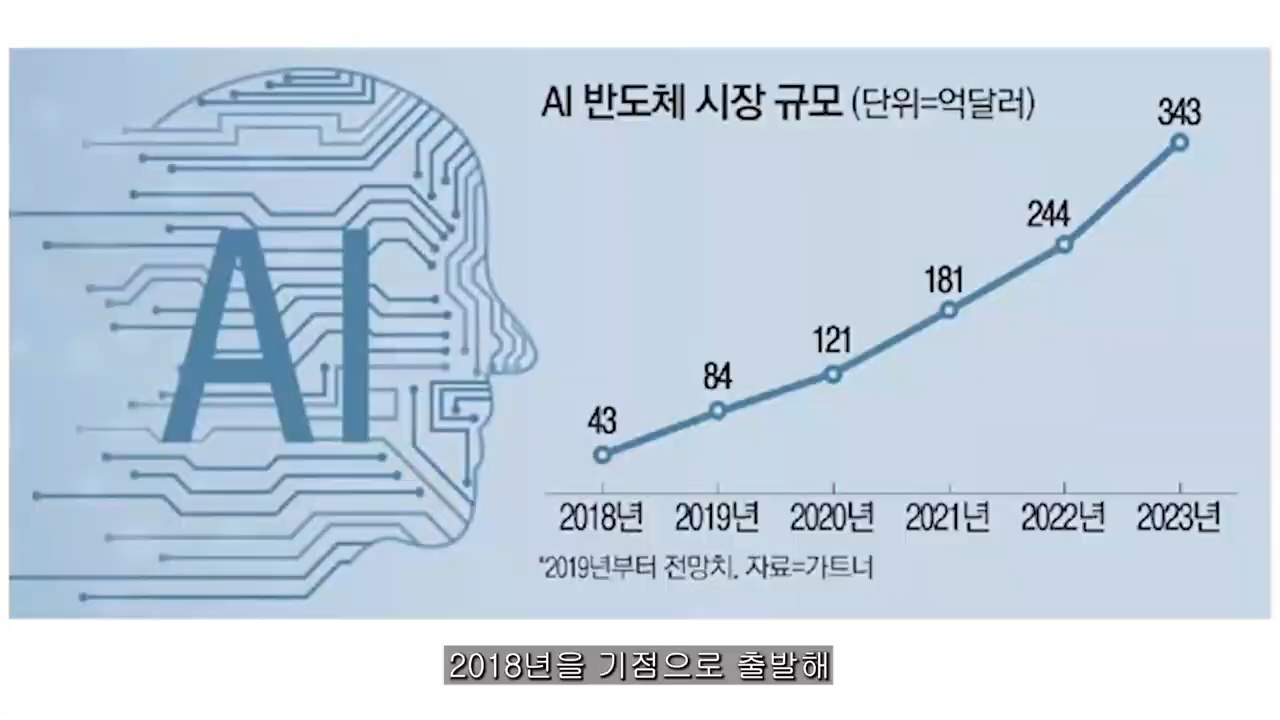 AI
AI 반도체 시장 규모 (단위=억달러)
43
84
121
181
244
343
2018년 2019년 2020년 2021년 2022년 2023년
*2019년부터 전망치, 자료=가트너
2018년을 기점으로 출발해